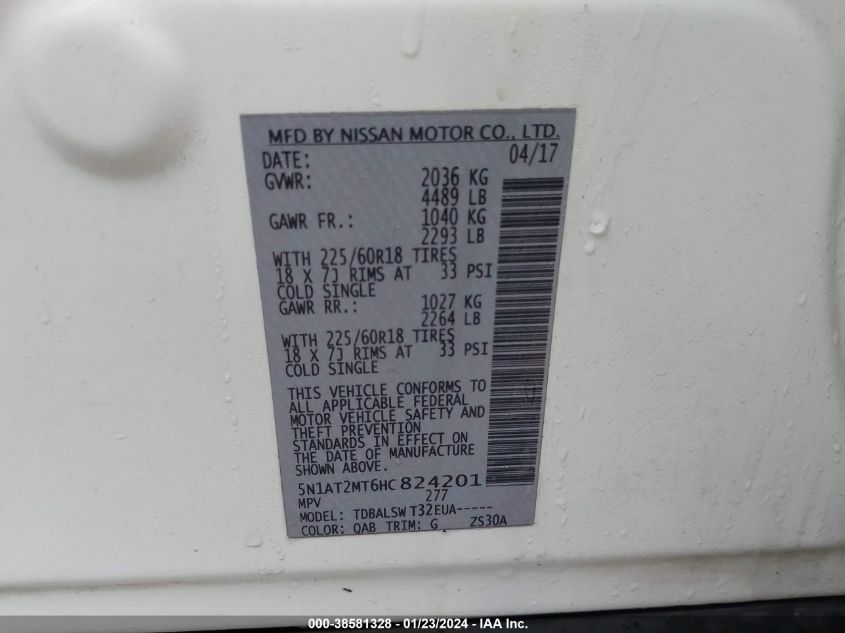 MFD BY NISSAN MOTOR CO., LTD.
DATE: 04/17
GVWR: 2036 KG
4489 LB
GAWR FR.: 1040 KG
2293 LB
WITH 225/60R18 TIRES
18 X 7J RIMS AT 33 PSI
COLD SINGLE
GAWR RR.: 1027 KG
2264 LB
WITH 225/60R18 TIRES
18 X 7J RIMS AT 33 PSI
COLD SINGLE
THIS VEHICLE CONFORMS TO
ALL APPLICABLE FEDERAL
MOTOR VEHICLE SAFETY AND
THEFT PREVENTION
STANDARDS IN EFFECT ON
THE DATE OF MANUFACTURE
SHOWN ABOVE.
5N1AT2MT6HC 824201
MPV 277
MODEL: TDBALSW T32EUA-----
COLOR: QAB TRIM: G ZS30A
000-38581328 - 01/23/2024 - IAA Inc.